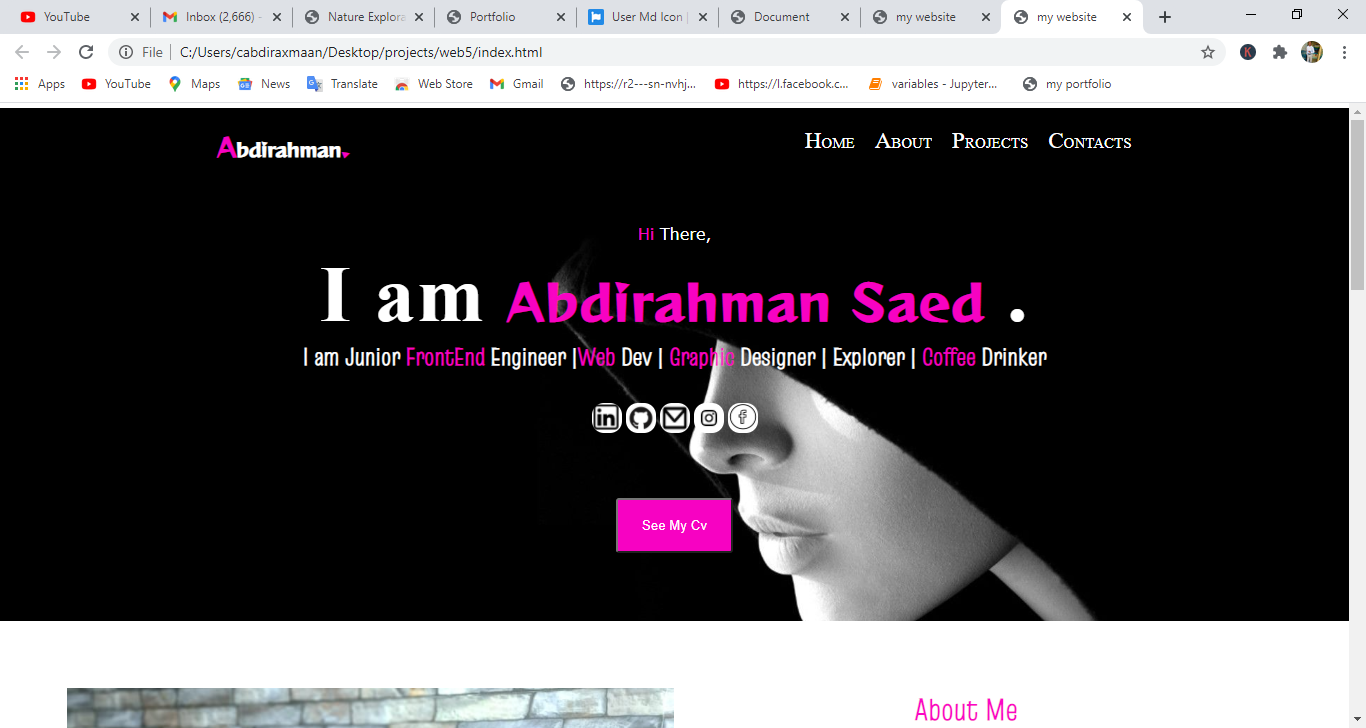 YouTube
Inbox (2,666) -
Nature Explora
Portfolio
User Md Icon |
Document
my website
my website
File | C:/Users/cabdiraxmaan/Desktop/projects/web5/index.html
K
Apps YouTube Maps News Translate Web Store Gmail https://r2---sn-nvhj... https://l.facebook.c... variables - Jupyter... my portfolio
Abdirahman
Home About Projects Contacts
Hi There,
I am Abdirahman Saed .
I am Junior FrontEnd Engineer |Web Dev | Graphic Designer | Explorer | Coffee Drinker
See My Cv
About Me